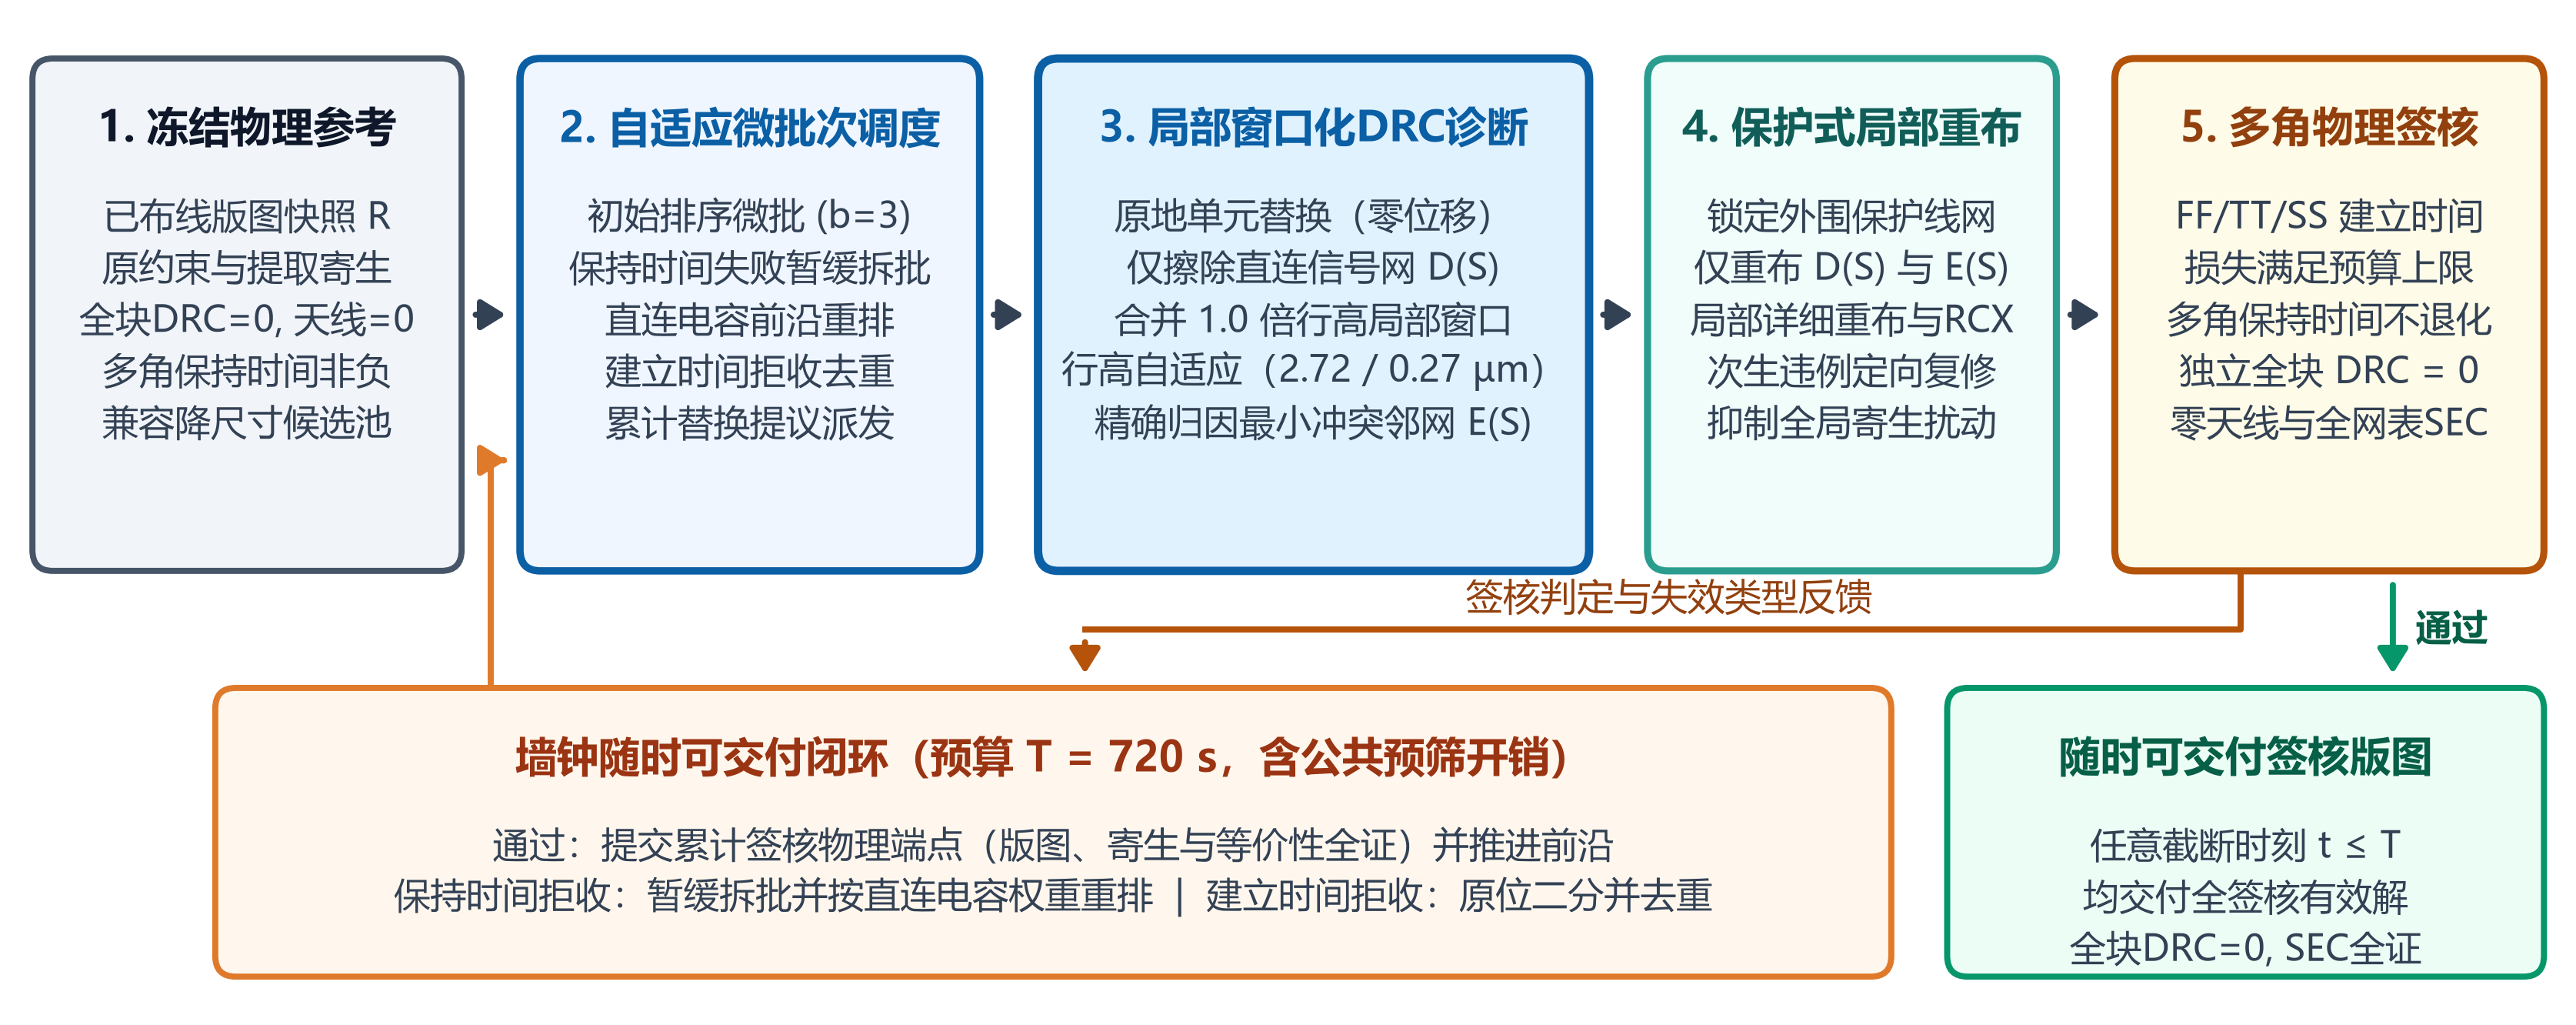 1. 冻结物理参考
已布线版图快照 R
原约束与提取寄生
全块DRC=0, 天线=0
多角保持时间非负
兼容降尺寸候选池
2. 自适应微批次调度
初始排序微批 (b=3)
保持时间失败暂缓拆批
直连电容前沿重排
建立时间拒收去重
累计替换提议派发
3. 局部窗口化DRC诊断
原地单元替换（零位移）
仅擦除直连信号网 D(S)
合并 1.0 倍行高局部窗口
行高自适应（2.72 / 0.27 μm）
精确归因最小冲突邻网 E(S)
4. 保护式局部重布
锁定外围保护线网
仅重布 D(S) 与 E(S)
局部详细重布与RCX
次生违例定向复修
抑制全局寄生扰动
5. 多角物理签核
FF/TT/SS 建立时间
损失满足预算上限
多角保持时间不退化
独立全块 DRC = 0
零天线与全网表SEC
签核判定与失效类型反馈
通过
墙钟随时可交付闭环（预算 T = 720 s，含公共预筛开销）
通过：提交累计签核物理端点（版图、寄生与等价性全证）并推进前沿
保持时间拒收：暂缓拆批并按直连电容权重重排 | 建立时间拒收：原位二分并去重
随时可交付签核版图
任意截断时刻 t ≤ T
均交付全签核有效解
全块DRC=0, SEC全证